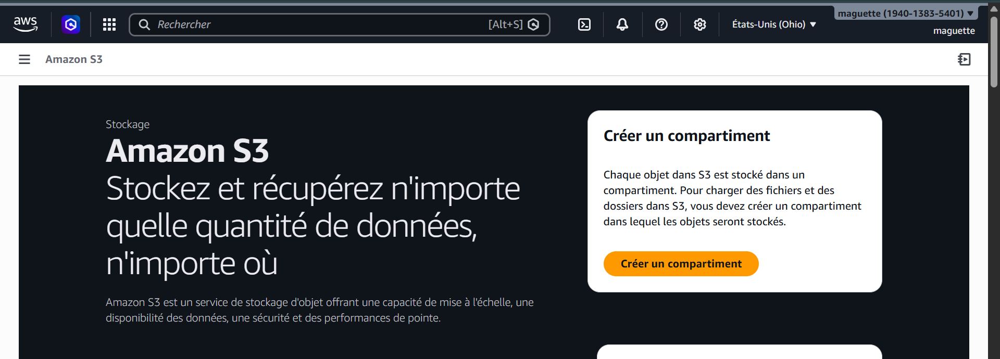 aws
Rechercher
[Alt+S]
États-Unis (Ohio) ▼
maguette (1940-1383-5401) ▼
maguette
Amazon S3
Stockage
Amazon S3
Stockez et récupérez n'importe
quelle quantité de données,
n'importe où
Amazon S3 est un service de stockage d'objet offrant une capacité de mise à l'échelle, une
disponibilité des données, une sécurité et des performances de pointe.
Créer un compartiment
Chaque objet dans S3 est stocké dans un
compartiment. Pour charger des fichiers et des
dossiers dans S3, vous devez créer un compartiment
dans lequel les objets seront stockés.
Créer un compartiment